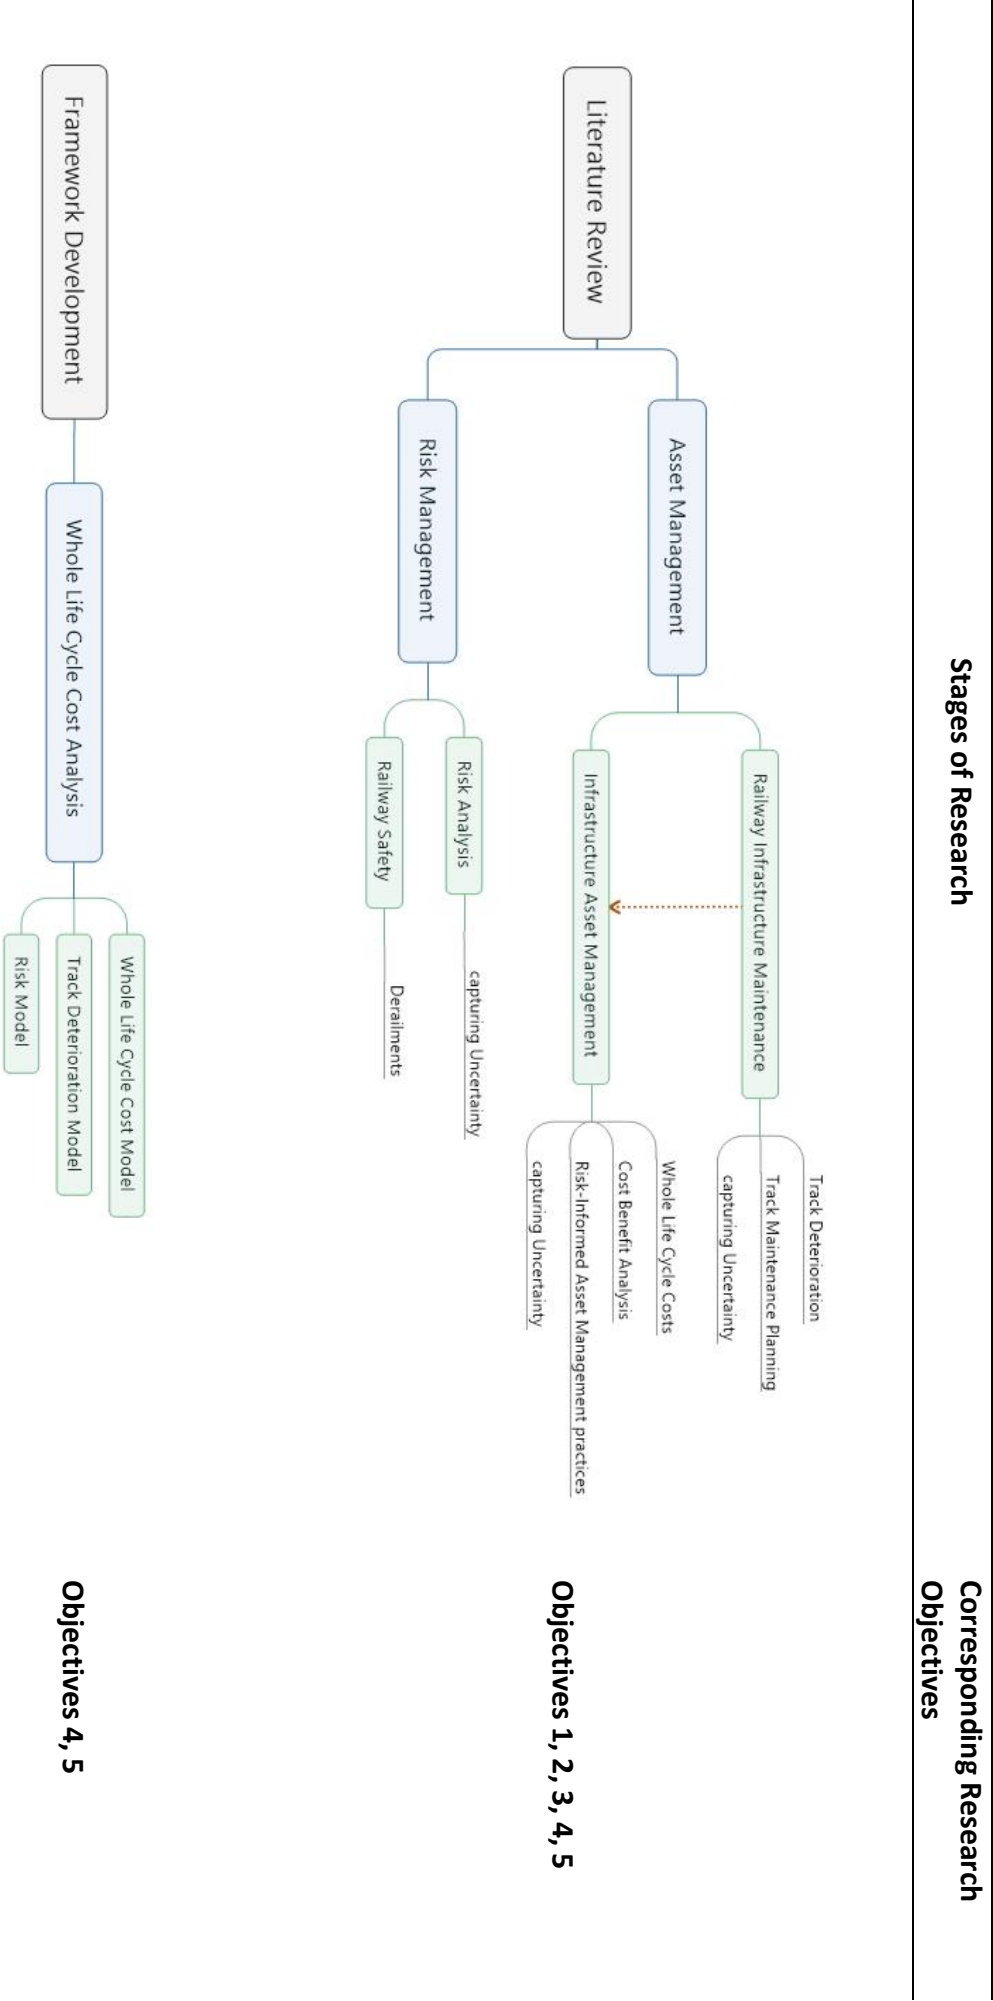 Stages of Research
Corresponding Research
Objectives
Literature Review
Asset Management
Railway Infrastructure Maintenance
Track Deterioration
Track Maintenance Planning
capturing Uncertainty
Infrastructure Asset Management
Whole Life Cycle Costs
Cost Benefit Analysis
Risk-Informed Asset Management practices
capturing Uncertainty
Risk Management
Risk Analysis
capturing Uncertainty
Railway Safety
Derailments
Objectives 1, 2, 3, 4, 5
Framework Development
Whole Life Cycle Cost Analysis
Whole Life Cycle Cost Model
Track Deterioration Model
Risk Model
Objectives 4, 5